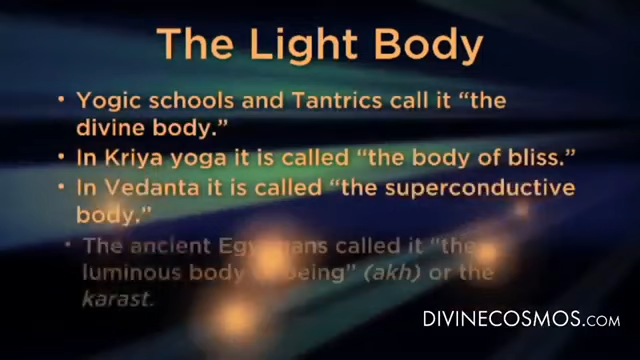 The Light Body
• Yogic schools and Tantrics call it “the
divine body.”
• In Kriya yoga it is called “the body of bliss.”
• In Vedanta it is called “the superconductive
body.”
• The ancient Egyptians called it “the
luminous body of being” (akh) or the
karast.
DIVINECOSMOS.COM